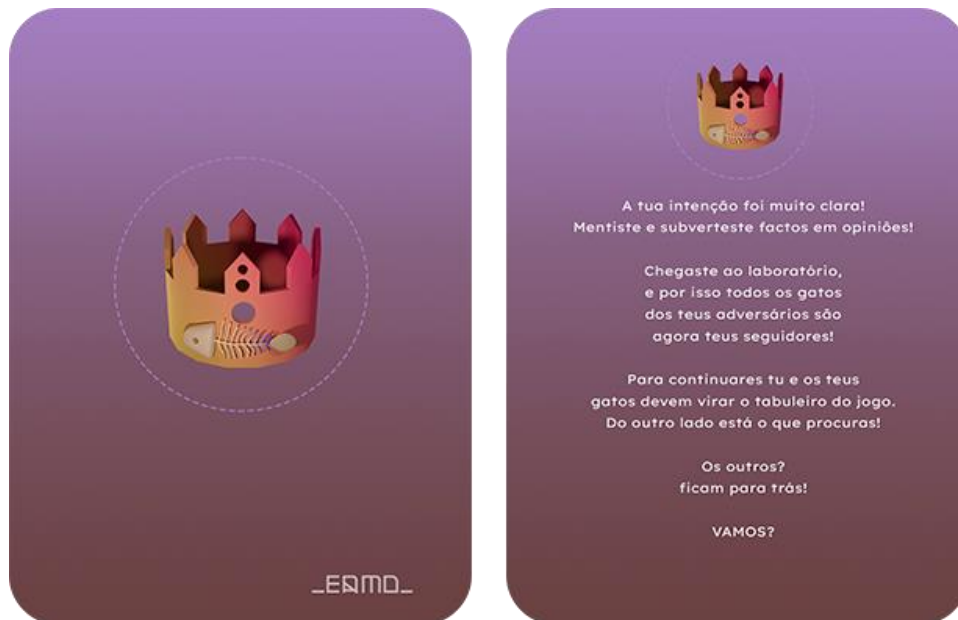 _EAMD_
A tua intenção foi muito clara!
Mentiste e subverteste factos em opiniões!
Chegaste ao laboratório,
e por isso todos os gatos
dos teus adversários são
agora teus seguidores!
Para continuares tu e os teus
gatos devem virar o tabuleiro do jogo.
Do outro lado está o que procuras!
Os outros?
ficam para trás!
VAMOS?